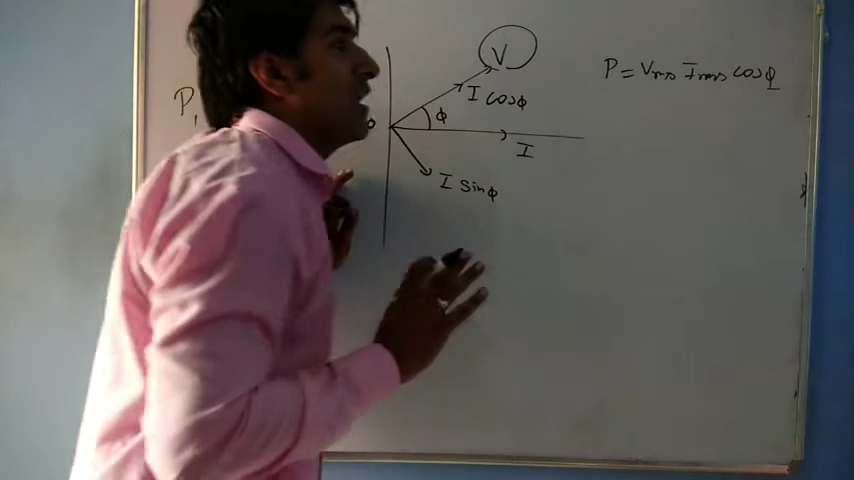 V
P = Vrms Irms cosφ
I cosφ
φ
P
I
I sinφ